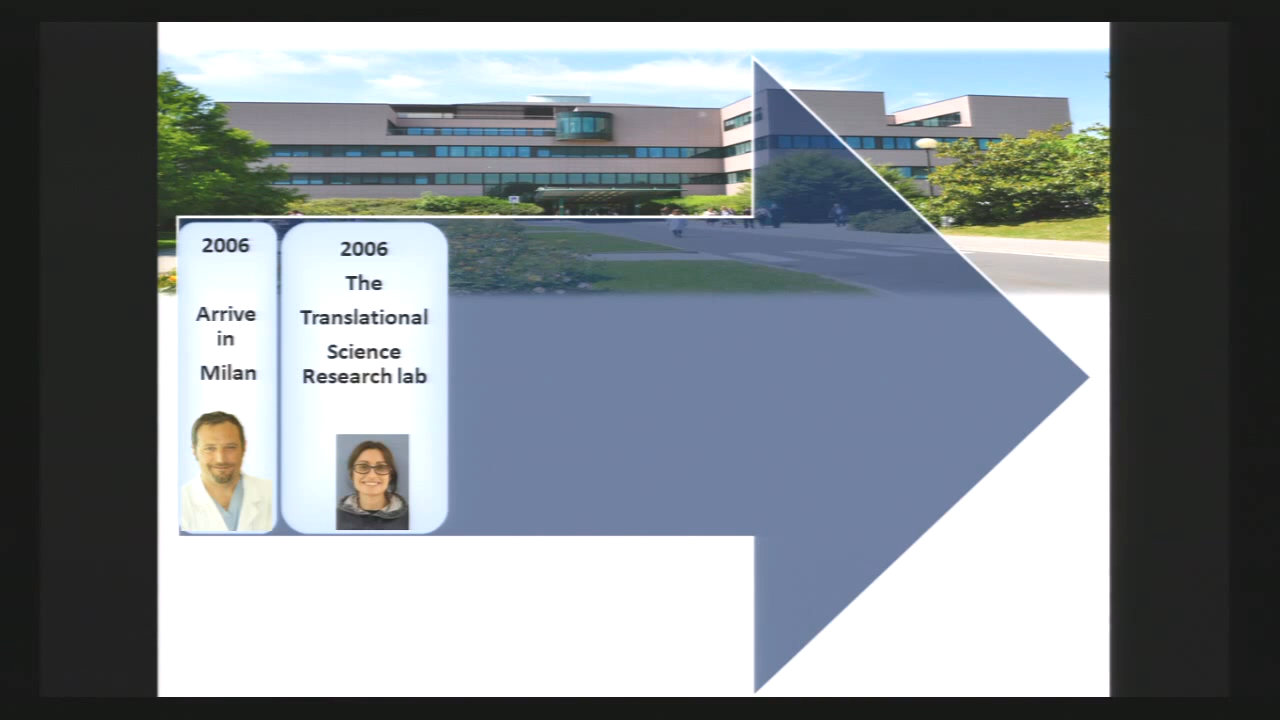 2006
Arrive
in
Milan
2006
The
Translational
Science
Research lab